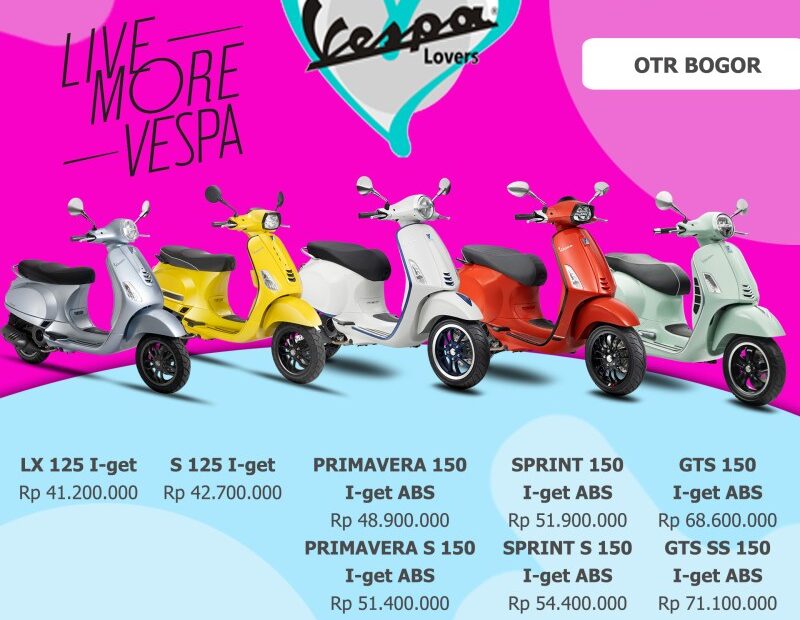 LIVE
MORE
VESPA
Vespa
Lovers
OTR BOGOR
LX 125 I-get
Rp 41.200.000
S 125 I-get
Rp 42.700.000
PRIMAVERA 150
I-get ABS
Rp 48.900.000
PRIMAVERA S 150
I-get ABS
Rp 51.400.000
SPRINT 150
I-get ABS
Rp 51.900.000
SPRINT S 150
I-get ABS
Rp 54.400.000
GTS 150
I-get ABS
Rp 68.600.000
GTS SS 150
I-get ABS
Rp 71.100.000